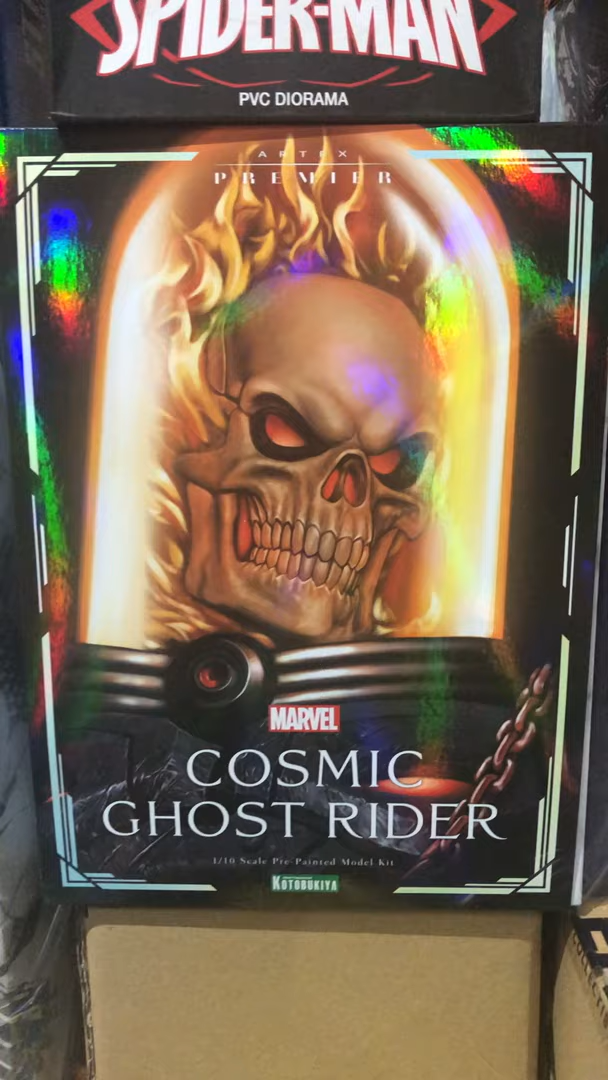 SPIDER-MAN
PVC DIORAMA
ARTFX
PREMIER
MARVEL
COSMIC
GHOST RIDER
1/10 Scale Pre-Painted Model Kit
KOTOBUKIYA